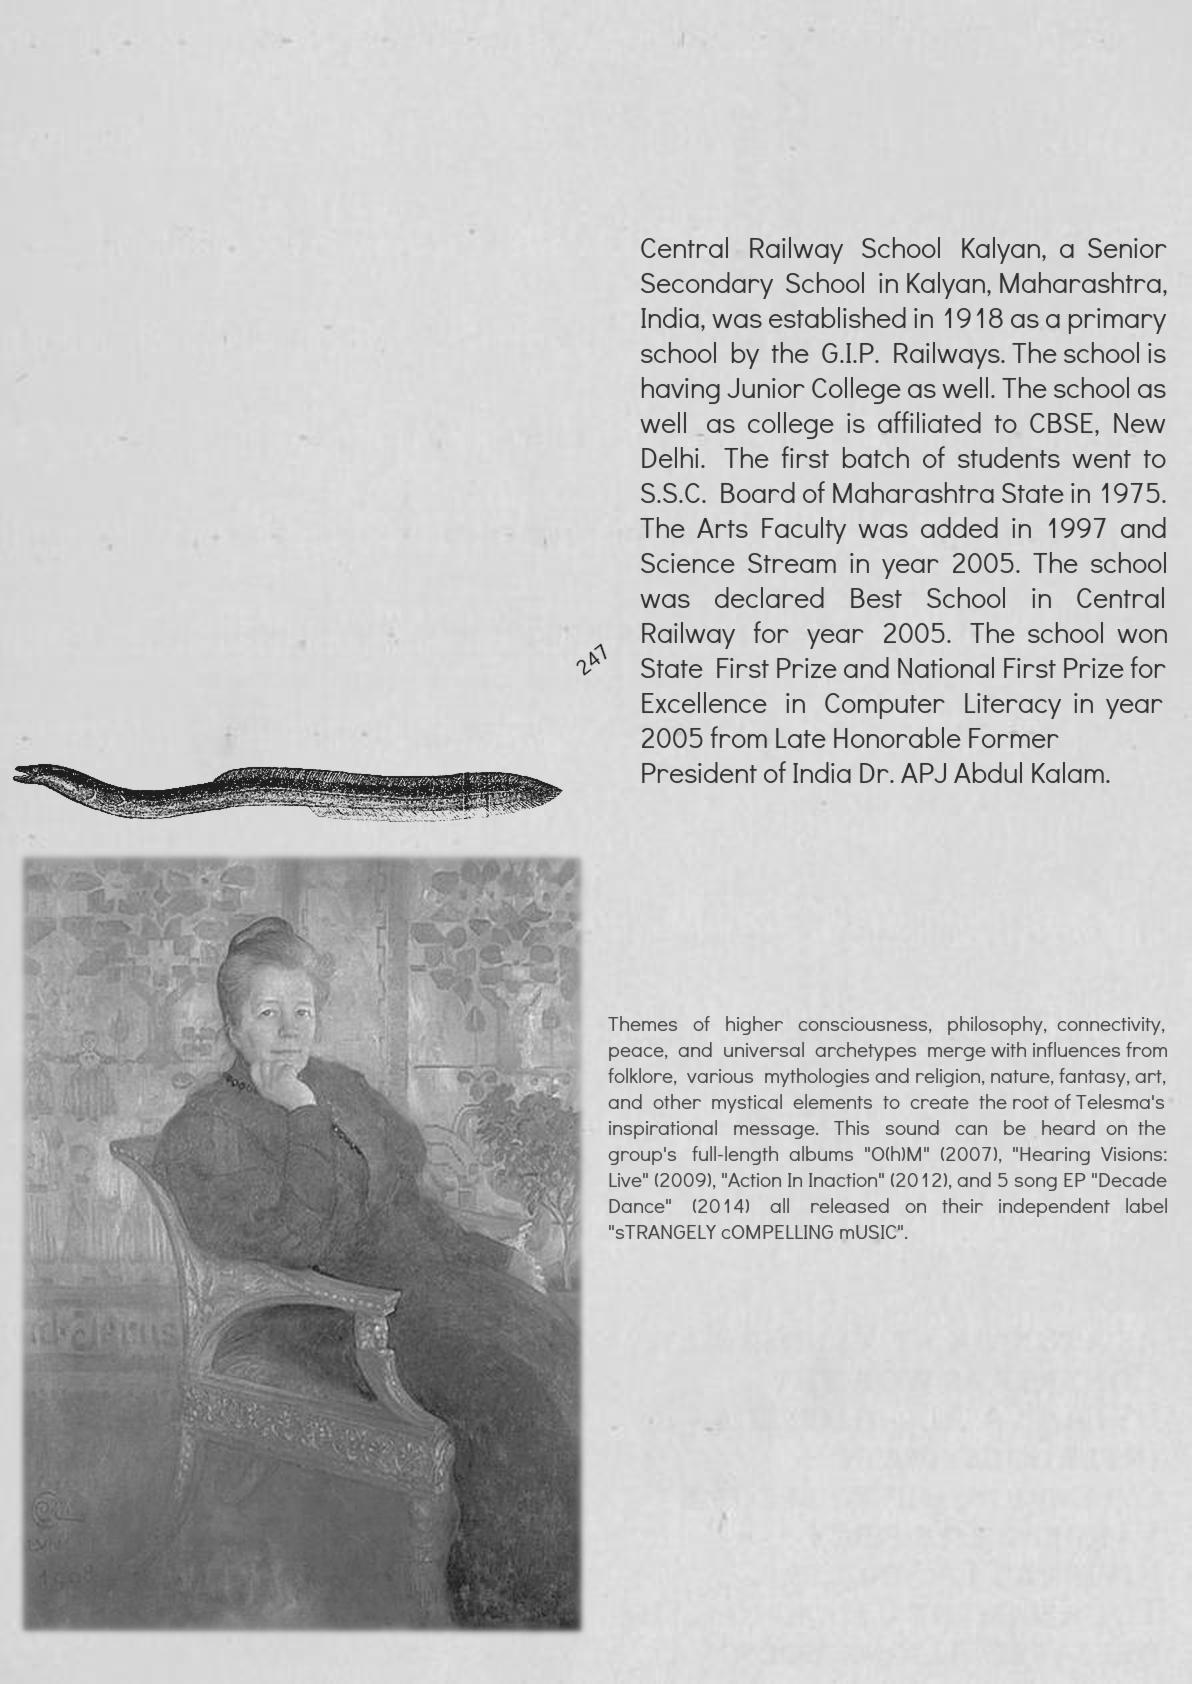 Central Railway School Kalyan, a Senior
Secondary School in Kalyan, Maharashtra,
India, was established in 1918 as a primary
school by the G.I.P. Railways. The school is
having Junior College as well. The school as
well as college is affiliated to CBSE, New
Delhi. The first batch of students went to
S.S.C. Board of Maharashtra State in 1975.
The Arts Faculty was added in 1997 and
Science Stream in year 2005. The school
was declared Best School in Central
Railway for year 2005. The school won
State First Prize and National First Prize for
Excellence in Computer Literacy in year
2005 from Late Honorable Former
President of India Dr. APJ Abdul Kalam.
247
Themes of higher consciousness, philosophy, connectivity,
peace, and universal archetypes merge with influences from
folklore, various mythologies and religion, nature, fantasy, art,
and other mystical elements to create the root of Telesma's
inspirational message. This sound can be heard on the
group's full-length albums "O(h)M" (2007), "Hearing Visions:
Live" (2009), "Action In Inaction" (2012), and 5 song EP "Decade
Dance" (2014) all released on their independent label
"sTRANGELY cOMPELLING mUSIC".